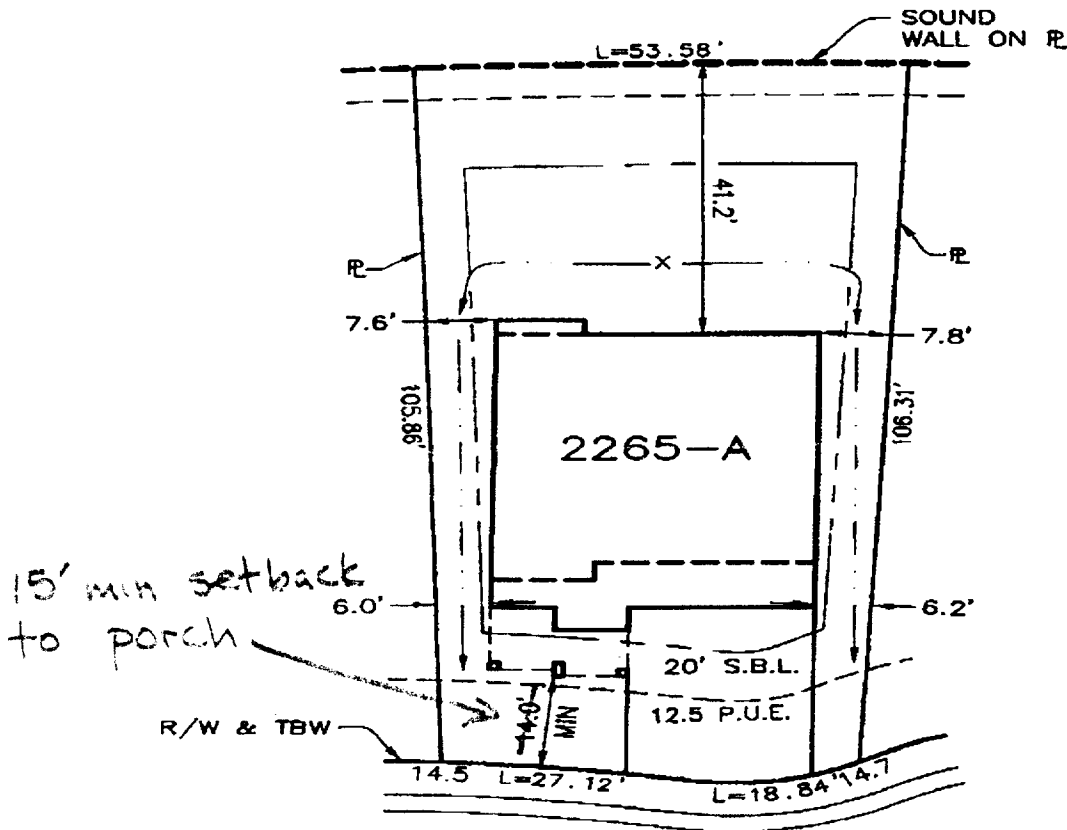 SOUND
WALL ON PL
L=53.58'
41.2'
PL
PL
7.6'
7.8'
105.86'
106.31'
2265-A
15' min setback
to porch
6.0'
6.2'
20' S.B.L.
12.5 P.U.E.
14.0'
MIN
R/W & TBW
14.5
L=27.12'
L=18.84'
14.7
X